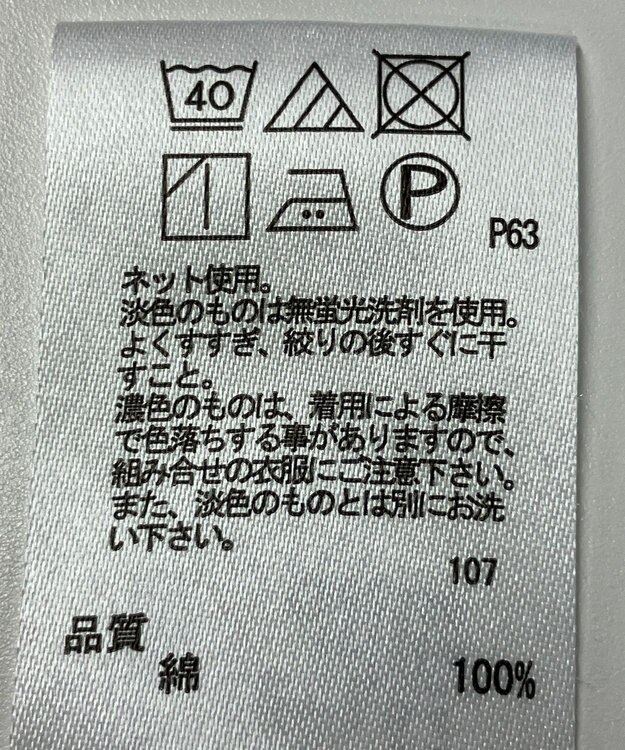 40
P
P63
ネット使用。
淡色のものは無蛍光洗剤を使用。
よくすすぎ、絞りの後すぐに干
すこと。
濃色のものは、着用による摩擦
で色落ちする事がありますので、
組み合せの衣服にご注意下さい。
また、淡色のものとは別にお洗
い下さい。
107
品質
綿 100%